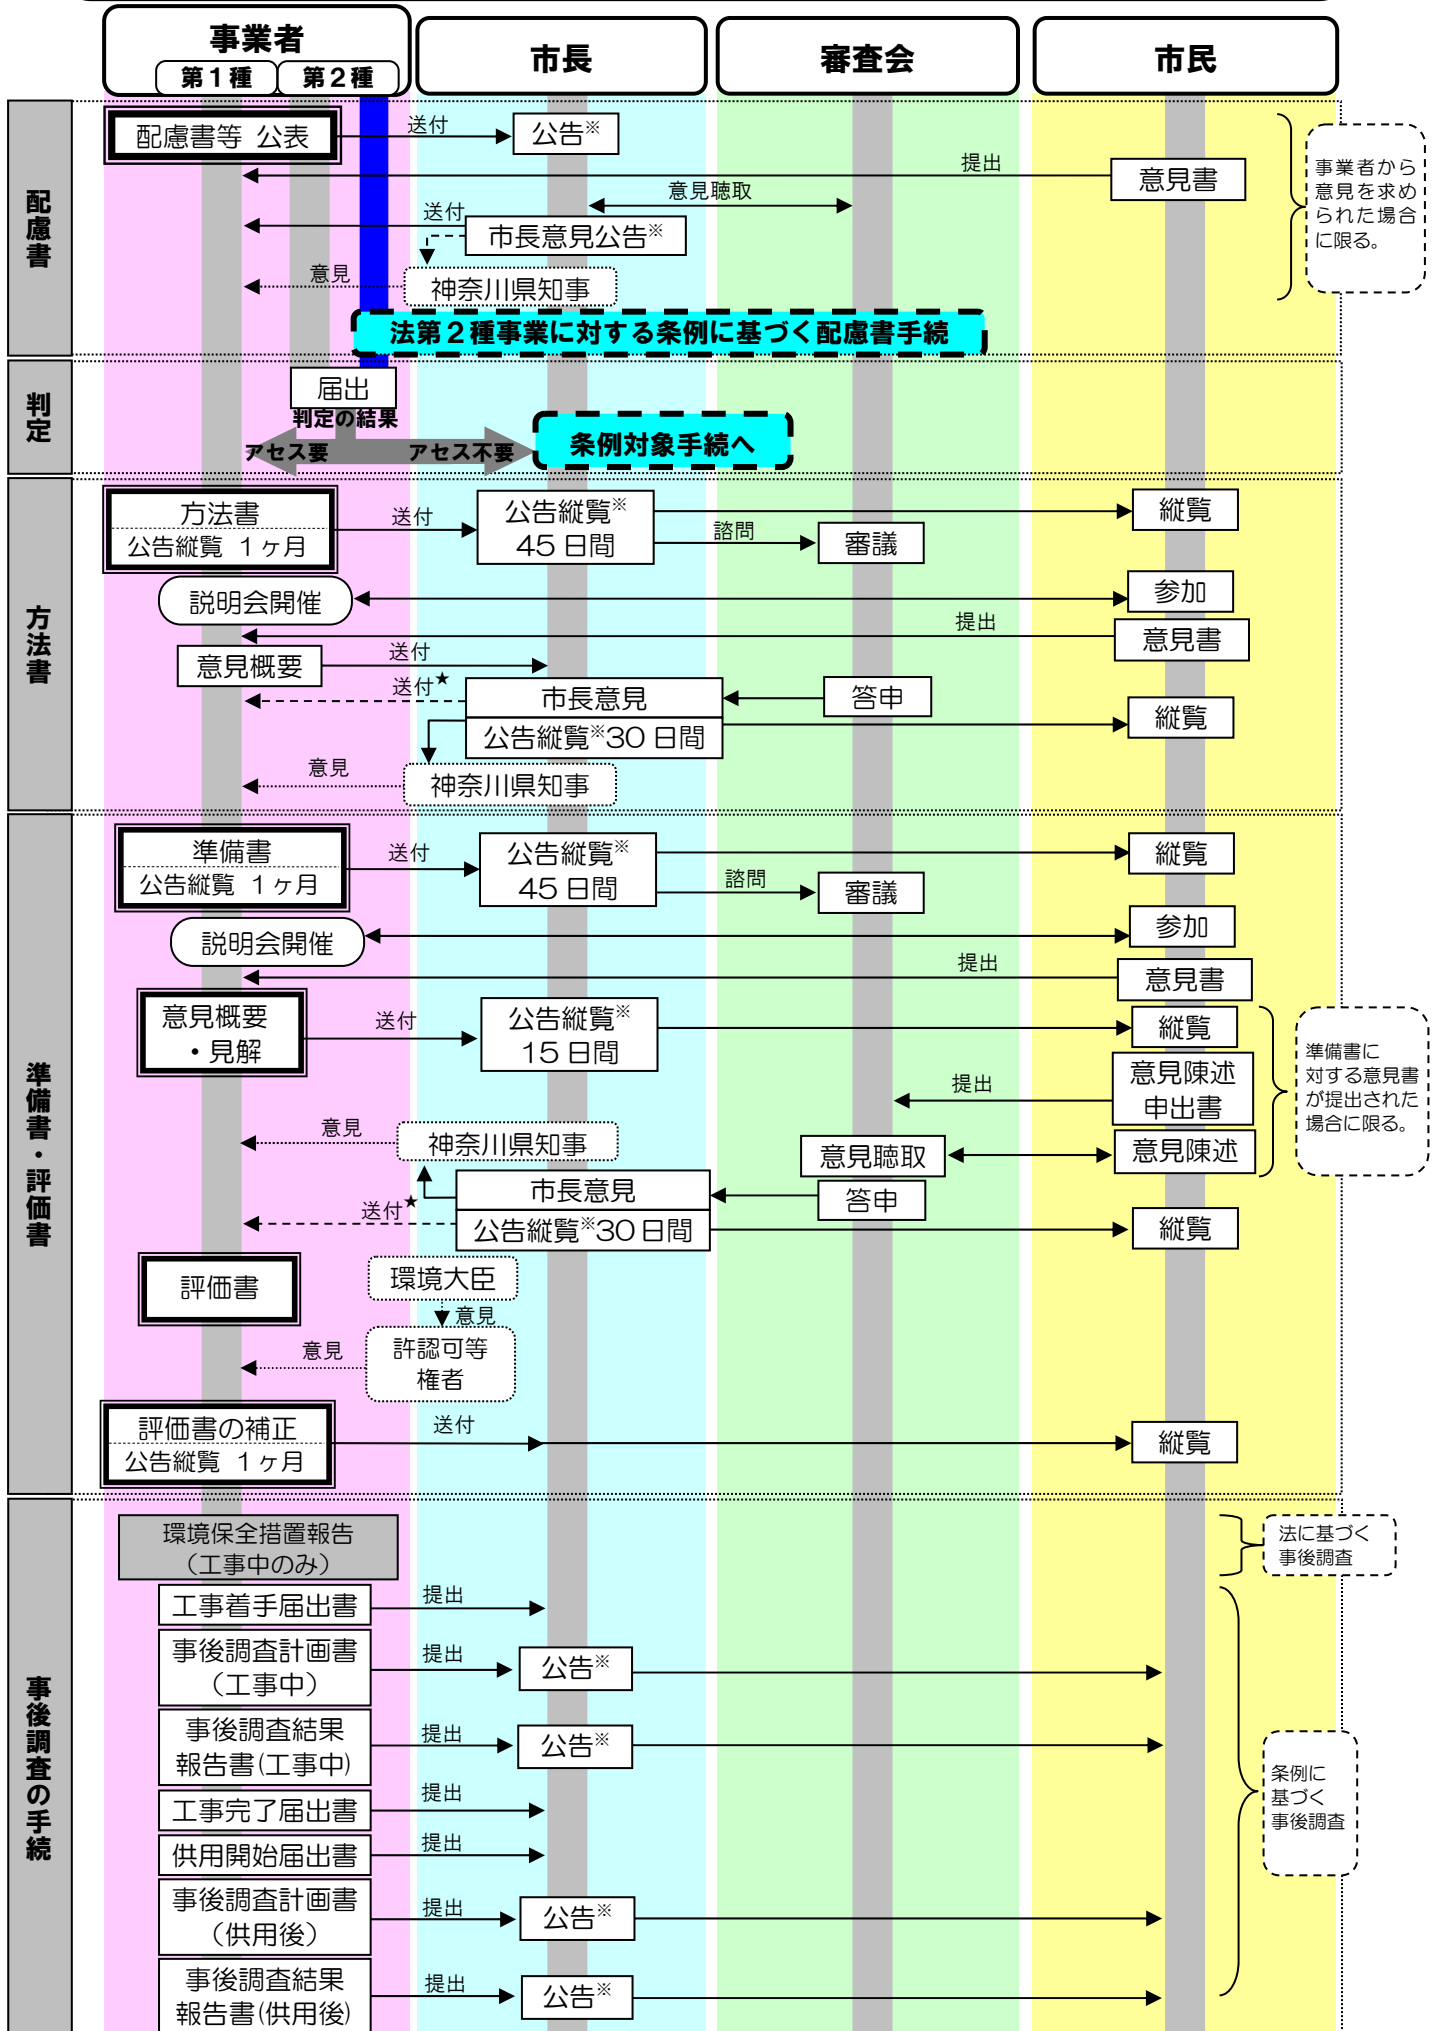 事業者
第1種
第2種
市長
審査会
市民
配慮書
配慮書等 公表
送付
公告※
提出
意見書
意見聴取
送付
市長意見公告※
意見
神奈川県知事
事業者から
意見を求め
られた場合
に限る。
法第2種事業に対する条例に基づく配慮書手続
判定
届出
判定の結果
アセス要
アセス不要
条例対象手続へ
方法書
方法書
公告縦覧 1ヶ月
送付
公告縦覧※
45日間
縦覧
諮問
審議
説明会開催
参加
提出
意見書
意見概要
送付
送付★
市長意見
公告縦覧※30日間
答申
縦覧
意見
神奈川県知事
準備書・評価書
準備書
公告縦覧 1ヶ月
送付
公告縦覧※
45日間
縦覧
諮問
審議
説明会開催
参加
提出
意見書
意見概要
・見解
送付
公告縦覧※
15日間
縦覧
提出
意見陳述
申出書
準備書に
対する意見書
が提出された
場合に限る。
意見
神奈川県知事
意見聴取
意見陳述
送付★
市長意見
公告縦覧※30日間
答申
縦覧
評価書
環境大臣
意見
意見
許認可等
権者
評価書の補正
公告縦覧 1ヶ月
送付
縦覧
事後調査の手続
環境保全措置報告
（工事中のみ）
法に基づく
事後調査
工事着手届出書
提出
事後調査計画書
（工事中）
提出
公告※
事後調査結果
報告書(工事中)
提出
公告※
工事完了届出書
提出
供用開始届出書
提出
条例に
基づく
事後調査
事後調査計画書
（供用後）
提出
公告※
事後調査結果
報告書(供用後)
提出
公告※